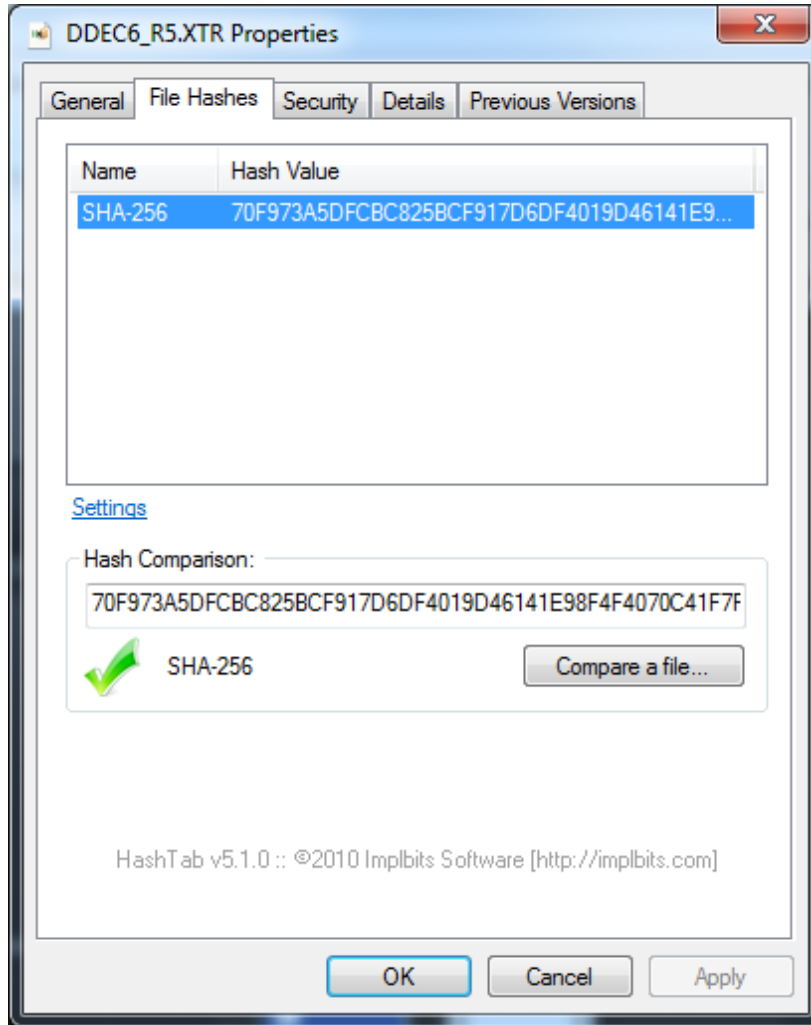 DDEC6_R5.XTR Properties
General File Hashes Security Details Previous Versions
Name Hash Value
SHA-256 70F973A5DFCBC825BCF917D6DF4019D46141E9...
Settings
Hash Comparison:
70F973A5DFCBC825BCF917D6DF4019D46141E98F4F4070C41F7F
SHA-256 Compare a file...
HashTab v5.1.0 :: ©2010 Implbits Software [http://implbits.com]
OK Cancel Apply